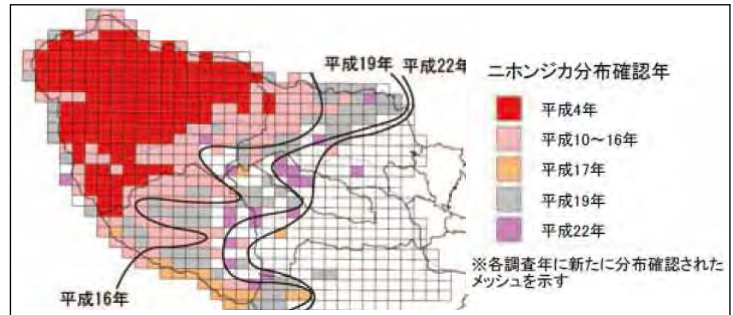 平成19年
平成22年
平成16年
ニホンジカ分布確認年
平成4年
平成10～16年
平成17年
平成19年
平成22年
※各調査年に新たに分布確認された
メッシュを示す